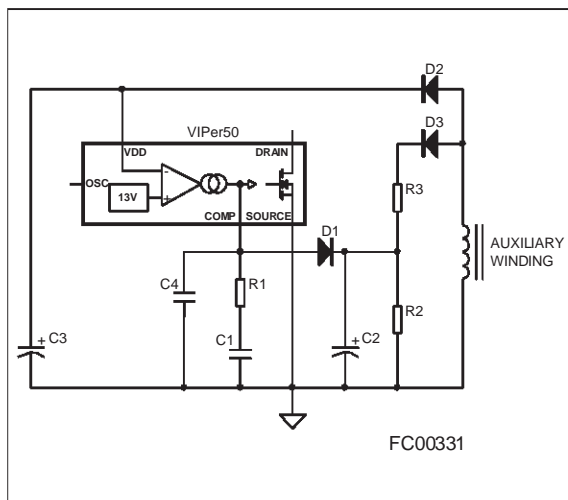 D2
D3
VIPer50
VDD
DRAIN
-
OSC
13V
+
COMP SOURCE
R3
D1
AUXILIARY
WINDING
C4
R1
R2
C1
+ C3
+ C2
FC00331